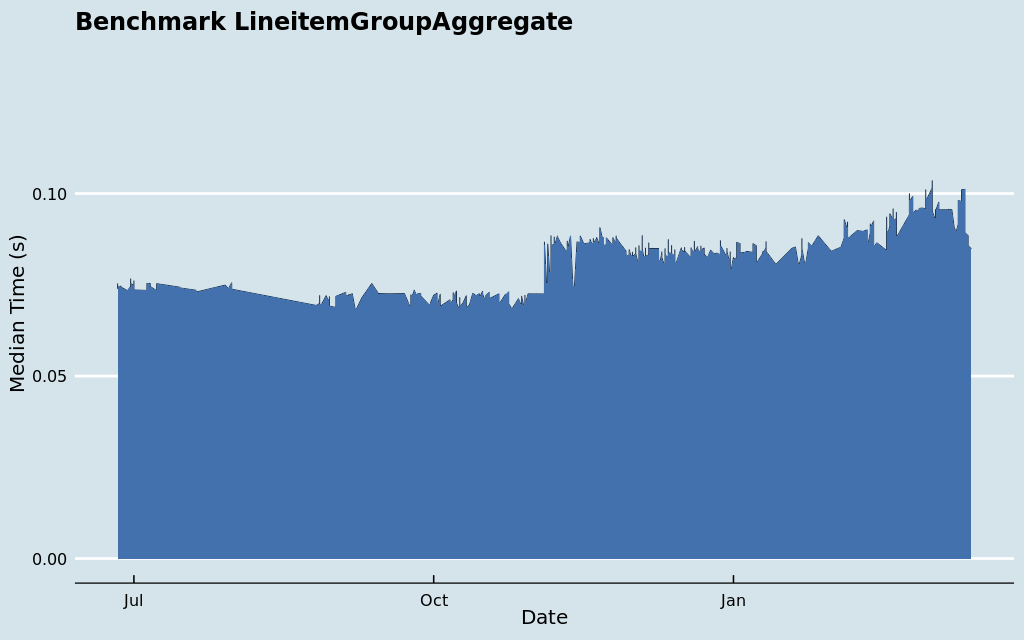 Benchmark LineitemGroupAggregate
Median Time (s)
0.10
0.05
0.00
Jul
Oct
Jan
Date